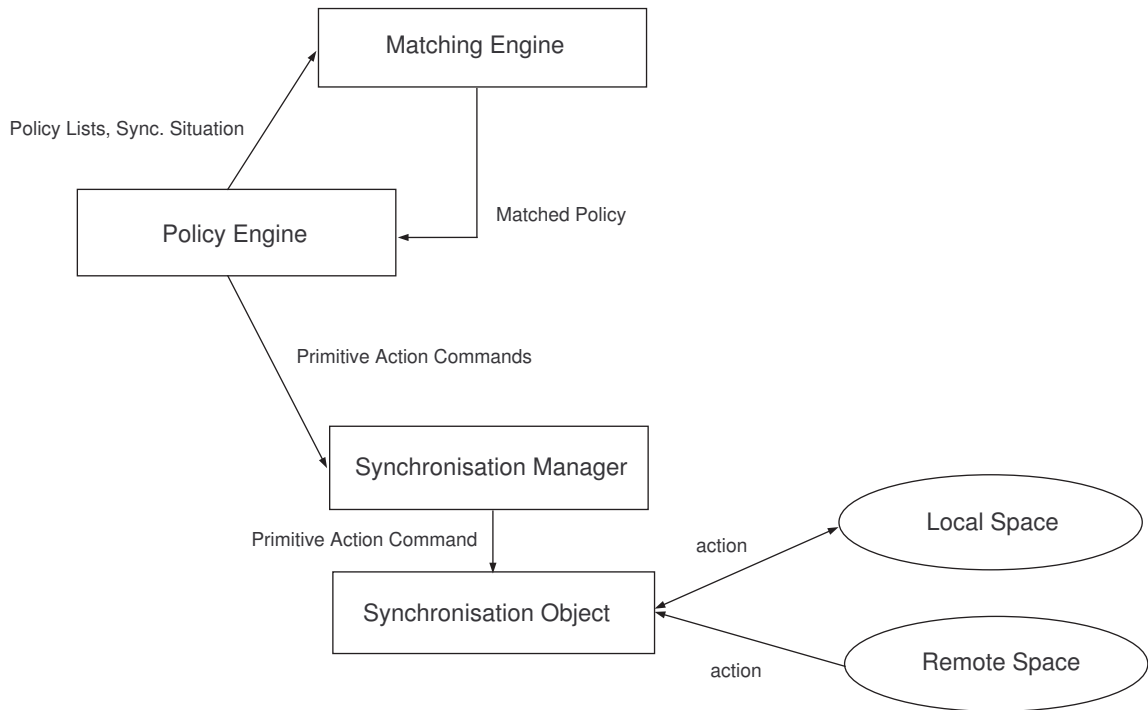 Matching Engine
Policy Lists, Sync. Situation
Matched Policy
Policy Engine
Primitive Action Commands
Synchronisation Manager
Primitive Action Command
Synchronisation Object
action
Local Space
action
Remote Space